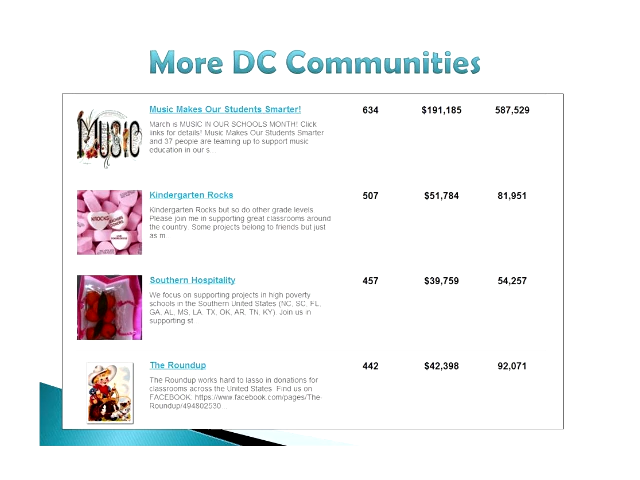 More DC Communities
Music Makes Our Students Smarter! 634 $191,185 587,529
March is MUSIC IN OUR SCHOOLS MONTH! Click
links for details! Music Makes Our Students Smarter
and 37 people are teaming up to support music
education in our s...
MUSIC
Kindergarten Rocks 507 $51,784 81,951
Kindergarten Rocks but so do other grade levels.
Please join me in supporting great classrooms around
the country. Some projects belong to friends but just
as m...
Southern Hospitality 457 $39,759 54,257
We focus on supporting projects in high poverty
schools in the Southern United States (NC, SC, FL,
GA, AL, MS, LA, TX, OK, AR, TN, KY). Join us in
supporting st...
The Roundup 442 $42,398 92,071
The Roundup works hard to lasso in donations for
classrooms across the United States. Find us on
FACEBOOK: https://www.facebook.com/pages/The-
Roundup/494802530...